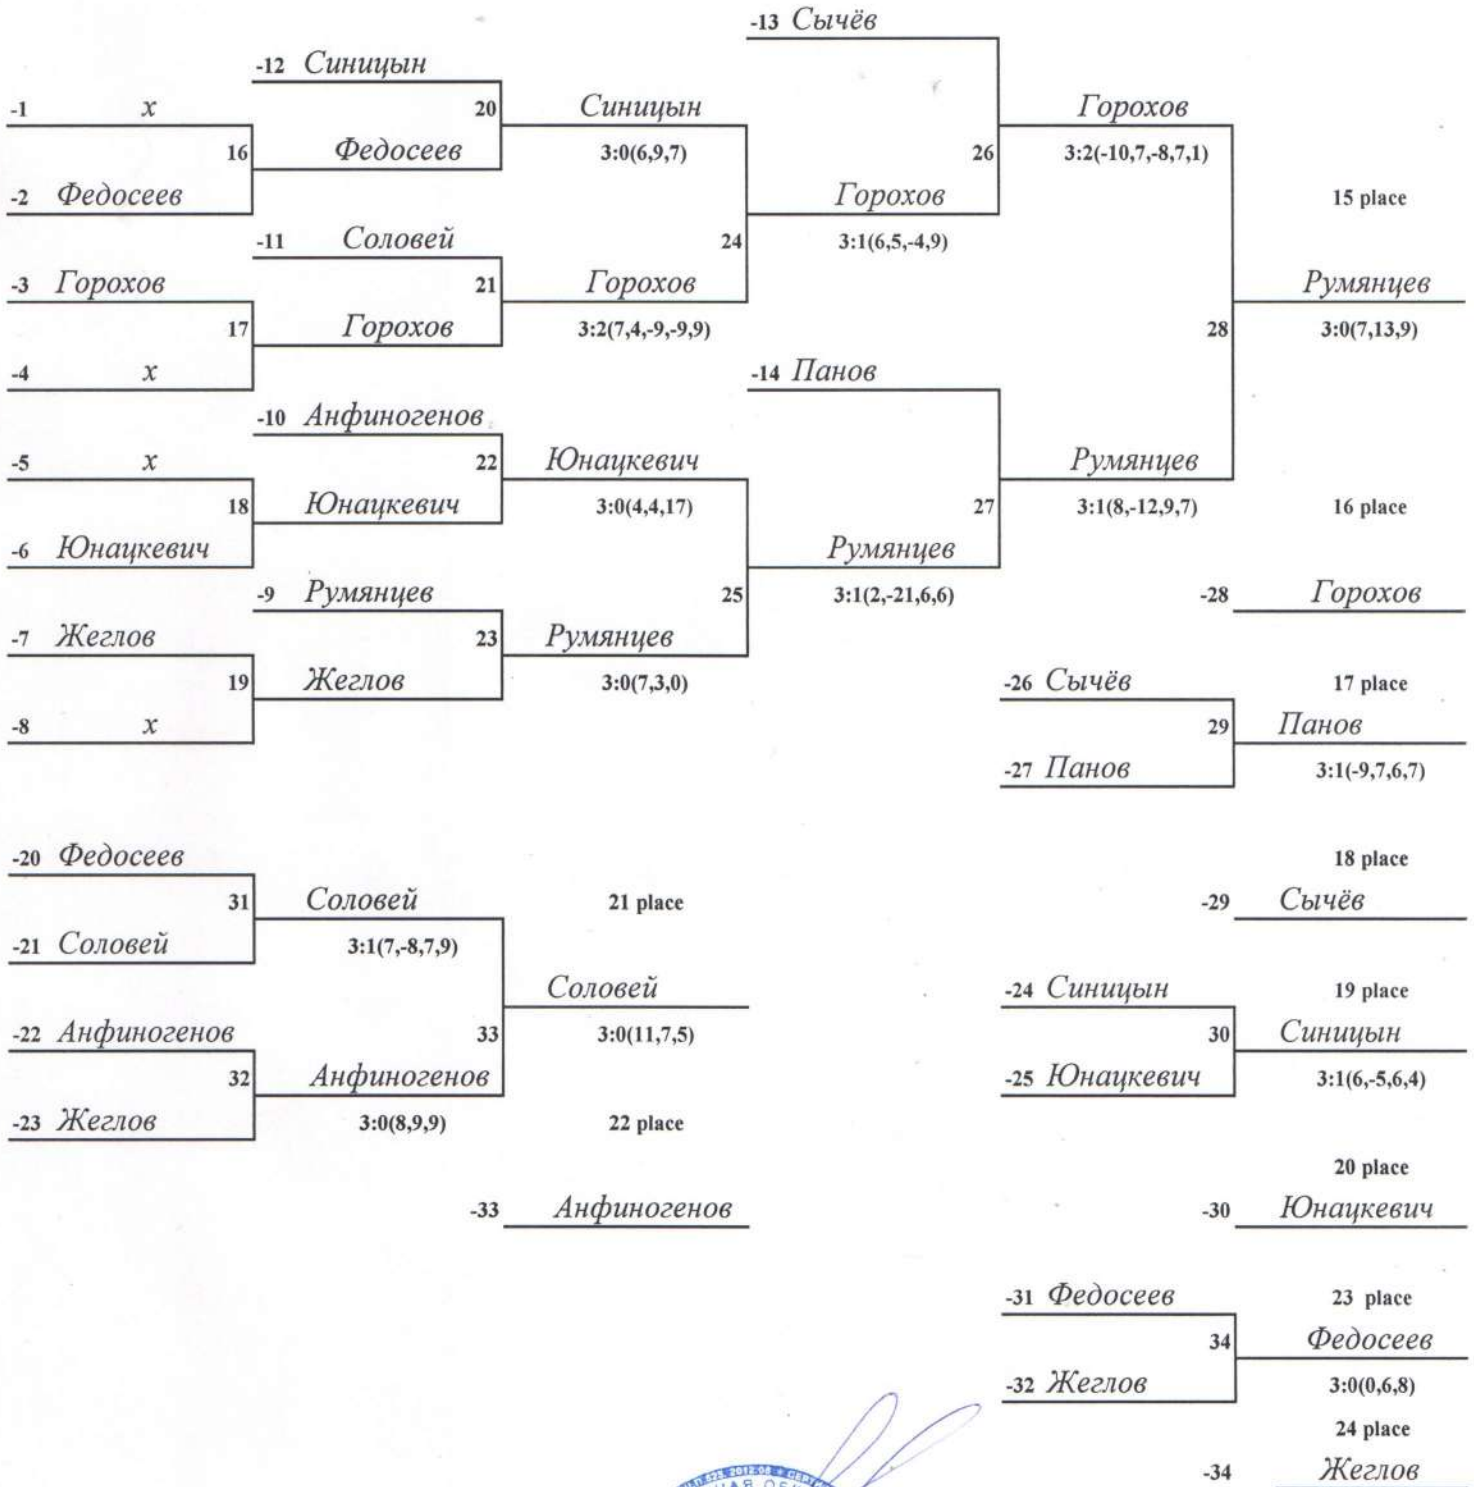 -13 Сычёв
-12 Синицын
-1 x
20
Синицын
Горохов
16
Федосеев
3:0(6,9,7)
26
3:2(-10,7,-8,7,1)
-2 Федосеев
Горохов
15 place
-11 Соловей
24
3:1(6,5,-4,9)
-3 Горохов
21
Горохов
Румянцев
17
Горохов
3:2(7,4,-9,-9,9)
28
3:0(7,13,9)
-4 x
-14 Панов
-10 Анфиногенов
-5 x
22
Юнацкевич
Румянцев
18
Юнацкевич
3:0(4,4,17)
27
3:1(8,-12,9,7)
16 place
-6 Юнацкевич
Румянцев
-9 Румянцев
25
3:1(2,-21,6,6)
-28 Горохов
-7 Жеглов
23
Румянцев
19
Жеглов
3:0(7,3,0)
-26 Сычёв
17 place
-8 x
29
Панов
-27 Панов
3:1(-9,7,6,7)
-20 Федосеев
18 place
31
Соловей
21 place
-29 Сычёв
-21 Соловей
3:1(7,-8,7,9)
Соловей
-24 Синицын
19 place
-22 Анфиногенов
33
3:0(11,7,5)
30
Синицын
32
Анфиногенов
-25 Юнацкевич
3:1(6,-5,6,4)
-23 Жеглов
3:0(8,9,9)
22 place
20 place
-33 Анфиногенов
-30 Юнацкевич
-31 Федосеев
23 place
34
Федосеев
-32 Жеглов
3:0(0,6,8)
24 place
-34 Жеглов